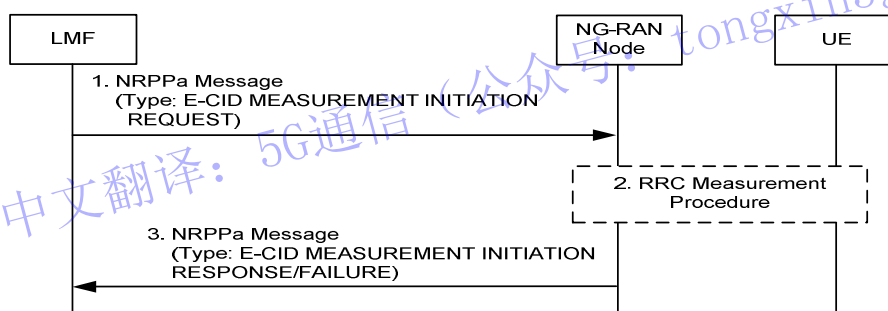 LMF
NG-RAN
Node
UE
1. NRPPa Message
(Type: E-CID MEASUREMENT INITIATION
REQUEST)
2. RRC Measurement
Procedure
3. NRPPa Message
(Type: E-CID MEASUREMENT INITIATION
RESPONSE/FAILURE)
中文翻译：5G通信（公众号：